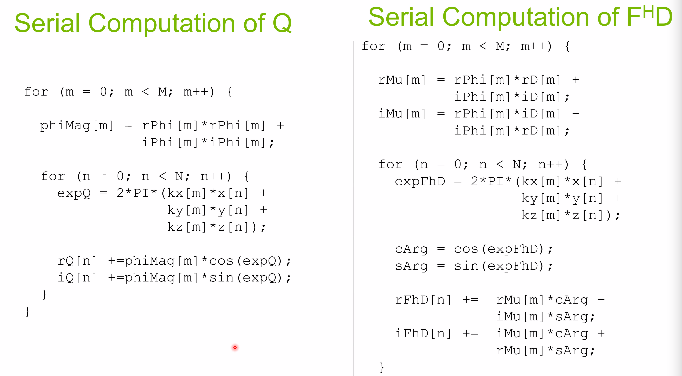 Serial Computation of Q
for (m = 0; m < M; m++) {
phiMag[m] = rPhi[m]*rPhi[m] +
iPhi[m]*iPhi[m];
for (n = 0; n < N; n++) {
expQ = 2*PI*(kx[m]*x[n] +
ky[m]*y[n] +
kz[m]*z[n]);
rQ[n] +=phiMag[m]*cos(expQ);
iQ[n] +=phiMag[m]*sin(expQ);
}
}
Serial Computation of FᴴD
for (m = 0; m < M; m++) {
rMu[m] = rPhi[m]*rD[m] +
iPhi[m]*iD[m];
iMu[m] = rPhi[m]*iD[m] –
iPhi[m]*rD[m];
for (n = 0; n < N; n++) {
expFhD = 2*PI*(kx[m]*x[n] +
ky[m]*y[n] +
kz[m]*z[n]);
cArg = cos(expFhD);
sArg = sin(expFhD);
rFhD[n] += rMu[m]*cArg –
iMu[m]*sArg;
iFhD[n] += iMu[m]*cArg +
rMu[m]*sArg;
}